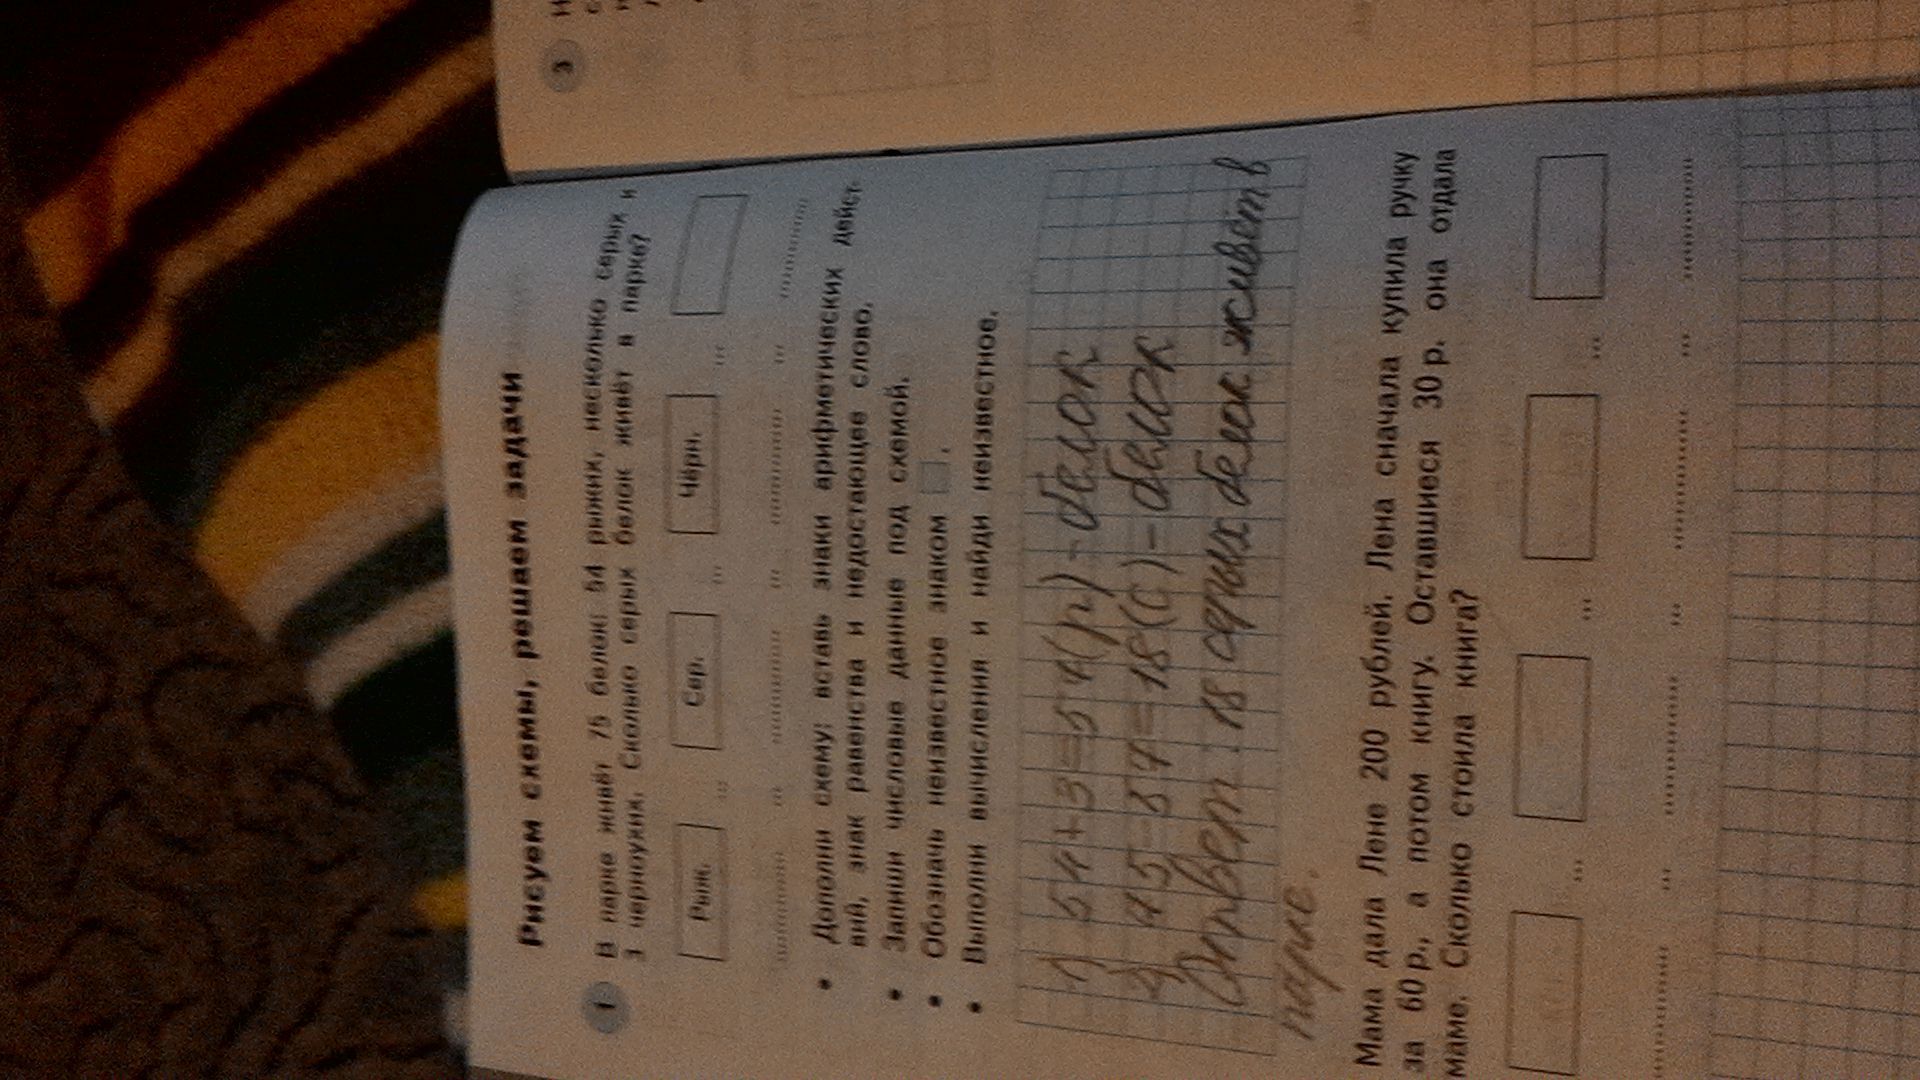 3
Рисуем схемы, решаем задачи
1 В парке живёт 75 белок: 54 рыжих, несколько серых и
3 черноухих. Сколько серых белок живёт в парке?
Рыж. ... Сер. ... Чёрн. ...
• Дополни схему: вставь знаки арифметических дейст-
вий, знак равенства и недостающее слово.
• Запиши числовые данные под схемой.
• Обозначь неизвестное знаком □.
• Выполни вычисления и найди неизвестное.
1) 54+3=57(р) - белок
2) 75-57=18(с) - белок
Ответ: 18 серых белок живёт в
парке.
Мама дала Лене 200 рублей. Лена сначала купила ручку
за 60 р., а потом книгу. Оставшиеся 30 р. она отдала
маме. Сколько стоила книга?
... ... ...